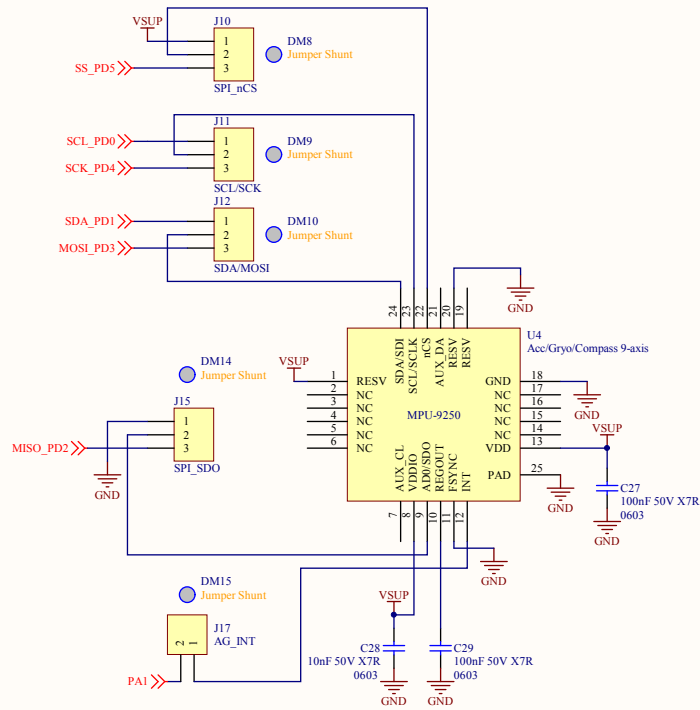 J10
VSUP
1
2
3
SS_PD5
SPI_nCS
DM8
Jumper Shunt
J11
SCL_PD0
1
2
SCK_PD4
3
SCL/SCK
DM9
Jumper Shunt
J12
SDA_PD1
1
2
MOSI_PD3
3
SDA/MOSI
DM10
Jumper Shunt
GND
24
23
22
21
20
19
SDA/SDI
SCL/SCLK
nCS
AUX_DA
RESV
RESV
U4
Acc/Gryo/Compass 9-axis
MPU-9250
VSUP
1
RESV
2
NC
3
NC
4
NC
5
NC
6
NC
GND
18
NC
17
NC
16
NC
15
NC
14
VDD
13
PAD
25
GND
VSUP
GND
C27
100nF 50V X7R
0603
GND
AUX_CL
VDDIO
AD0/SDO
REGOUT
FSYNC
INT
7
8
9
10
11
12
GND
DM14
Jumper Shunt
J15
1
2
MISO_PD2
3
SPI_SDO
GND
DM15
Jumper Shunt
J17
AG_INT
2
1
PA1
VSUP
C28
10nF 50V X7R
0603
GND
C29
100nF 50V X7R
0603
GND